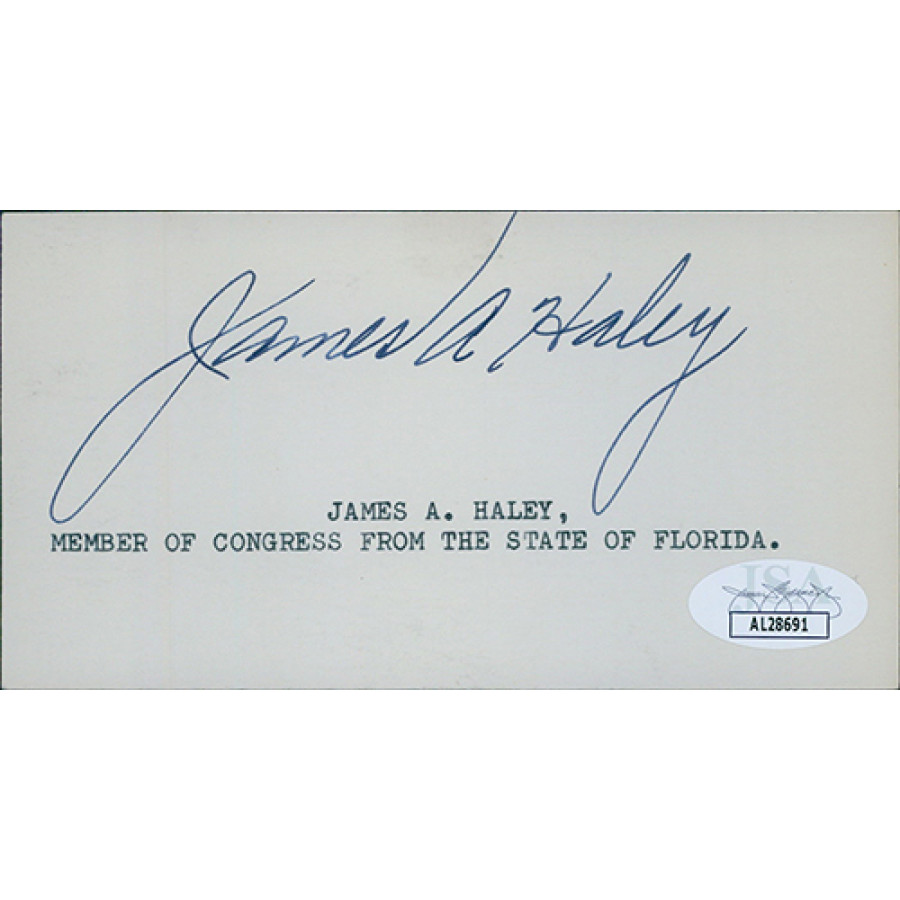 James A Haley
JAMES A. HALEY,
MEMBER OF CONGRESS FROM THE STATE OF FLORIDA.
JSA
AL28691